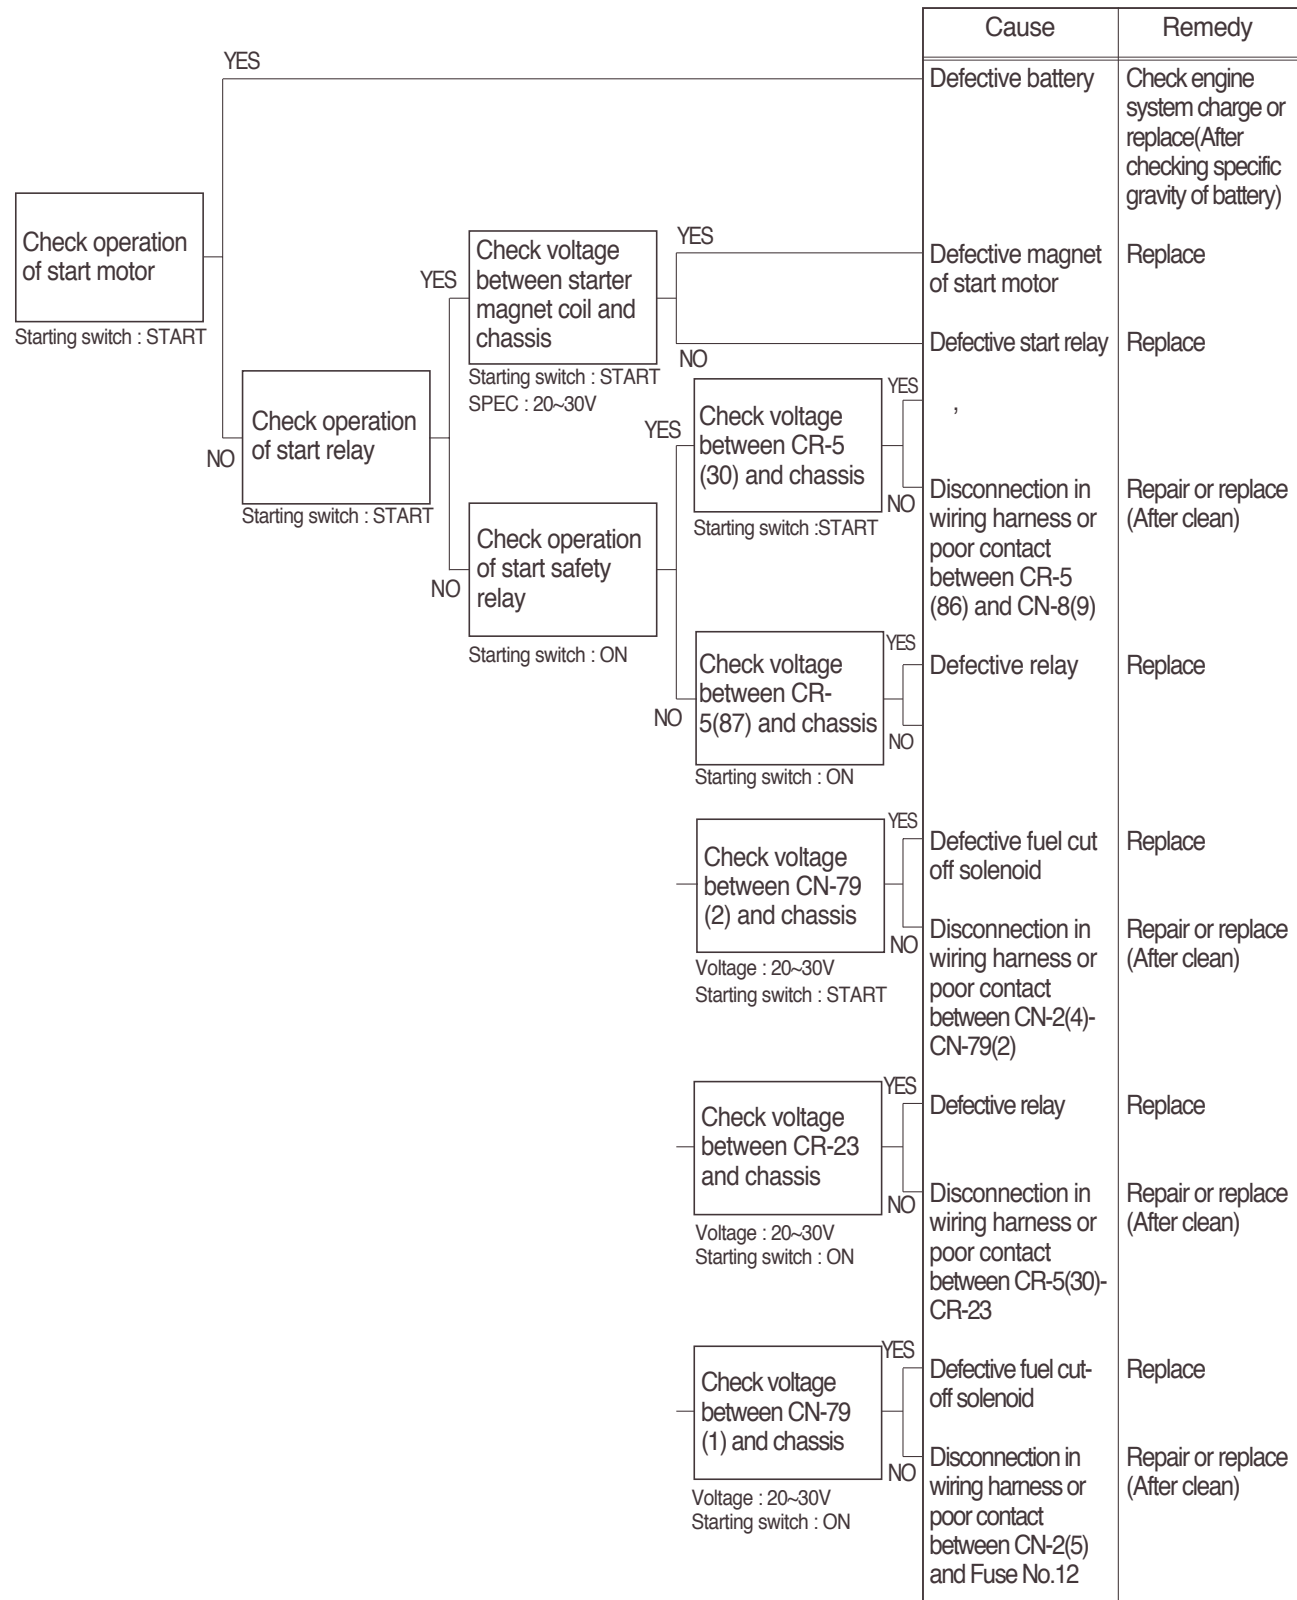 Cause
Remedy
YES
Defective battery
Check engine
system charge or
replace(After
checking specific
gravity of battery)
Check operation
of start motor
Starting switch : START
YES
Check voltage
between starter
magnet coil and
chassis
Starting switch : START
SPEC : 20~30V
YES
Defective magnet
of start motor
Replace
NO
Defective start relay
Replace
NO
Check operation
of start relay
Starting switch : START
YES
Check voltage
between CR-5
(30) and chassis
Starting switch :START
YES
,
NO
Disconnection in
wiring harness or
poor contact
between CR-5
(86) and CN-8(9)
Repair or replace
(After clean)
NO
Check operation
of start safety
relay
Starting switch : ON
NO
Check voltage
between CR-
5(87) and chassis
Starting switch : ON
YES
Defective relay
Replace
NO
Check voltage
between CN-79
(2) and chassis
Voltage : 20~30V
Starting switch : START
YES
Defective fuel cut
off solenoid
Replace
NO
Disconnection in
wiring harness or
poor contact
between CN-2(4)-
CN-79(2)
Repair or replace
(After clean)
Check voltage
between CR-23
and chassis
Voltage : 20~30V
Starting switch : ON
YES
Defective relay
Replace
NO
Disconnection in
wiring harness or
poor contact
between CR-5(30)-
CR-23
Repair or replace
(After clean)
Check voltage
between CN-79
(1) and chassis
Voltage : 20~30V
Starting switch : ON
YES
Defective fuel cut-
off solenoid
Replace
NO
Disconnection in
wiring harness or
poor contact
between CN-2(5)
and Fuse No.12
Repair or replace
(After clean)